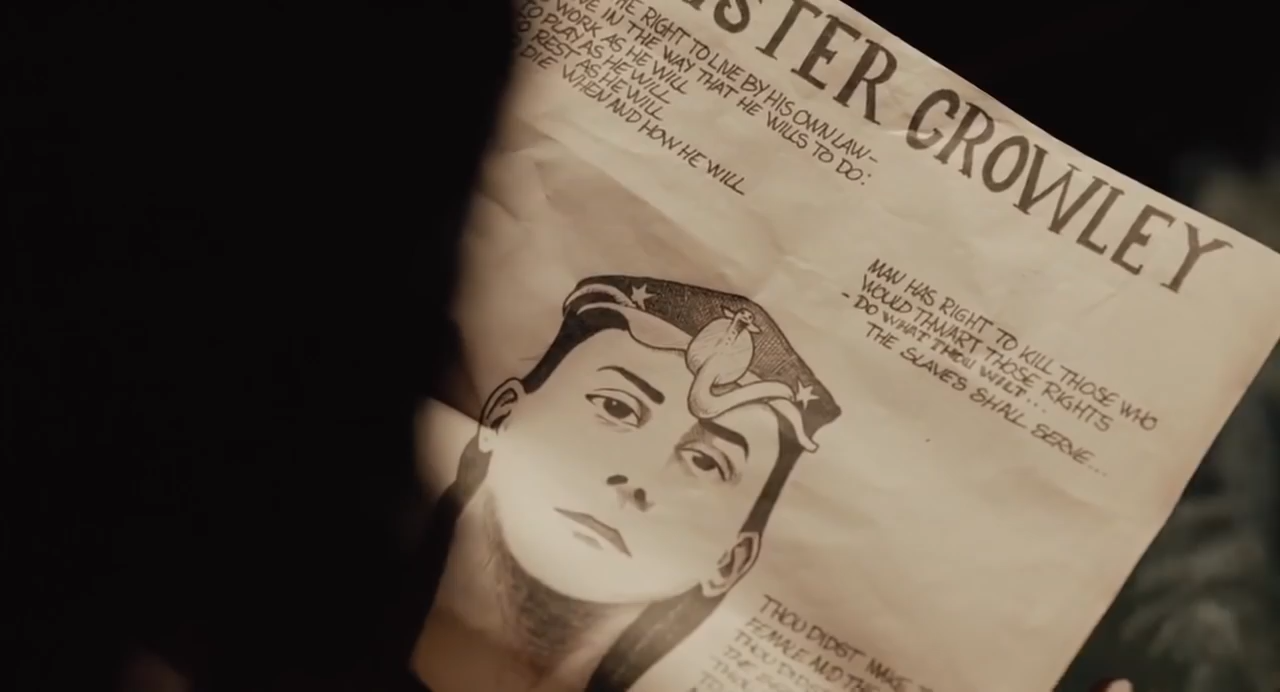 ISTER CROWLEY
THE RIGHT TO LIVE BY HIS OWN LAW-
IN THE WAY THAT HE WILLS TO DO:
WORK AS HE WILL
TO PLAY AS HE WILL
REST AS HE WILL
DIE WHEN AND HOW HE WILL
MAN HAS RIGHT TO KILL THOSE WHO
WOULD THWART THOSE RIGHTS
- DO WHAT THOU WILT...
THE SLAVES SHALL SERVE...
THOU DIDST MAKE
FEMALE AND THE
THOU DIDST